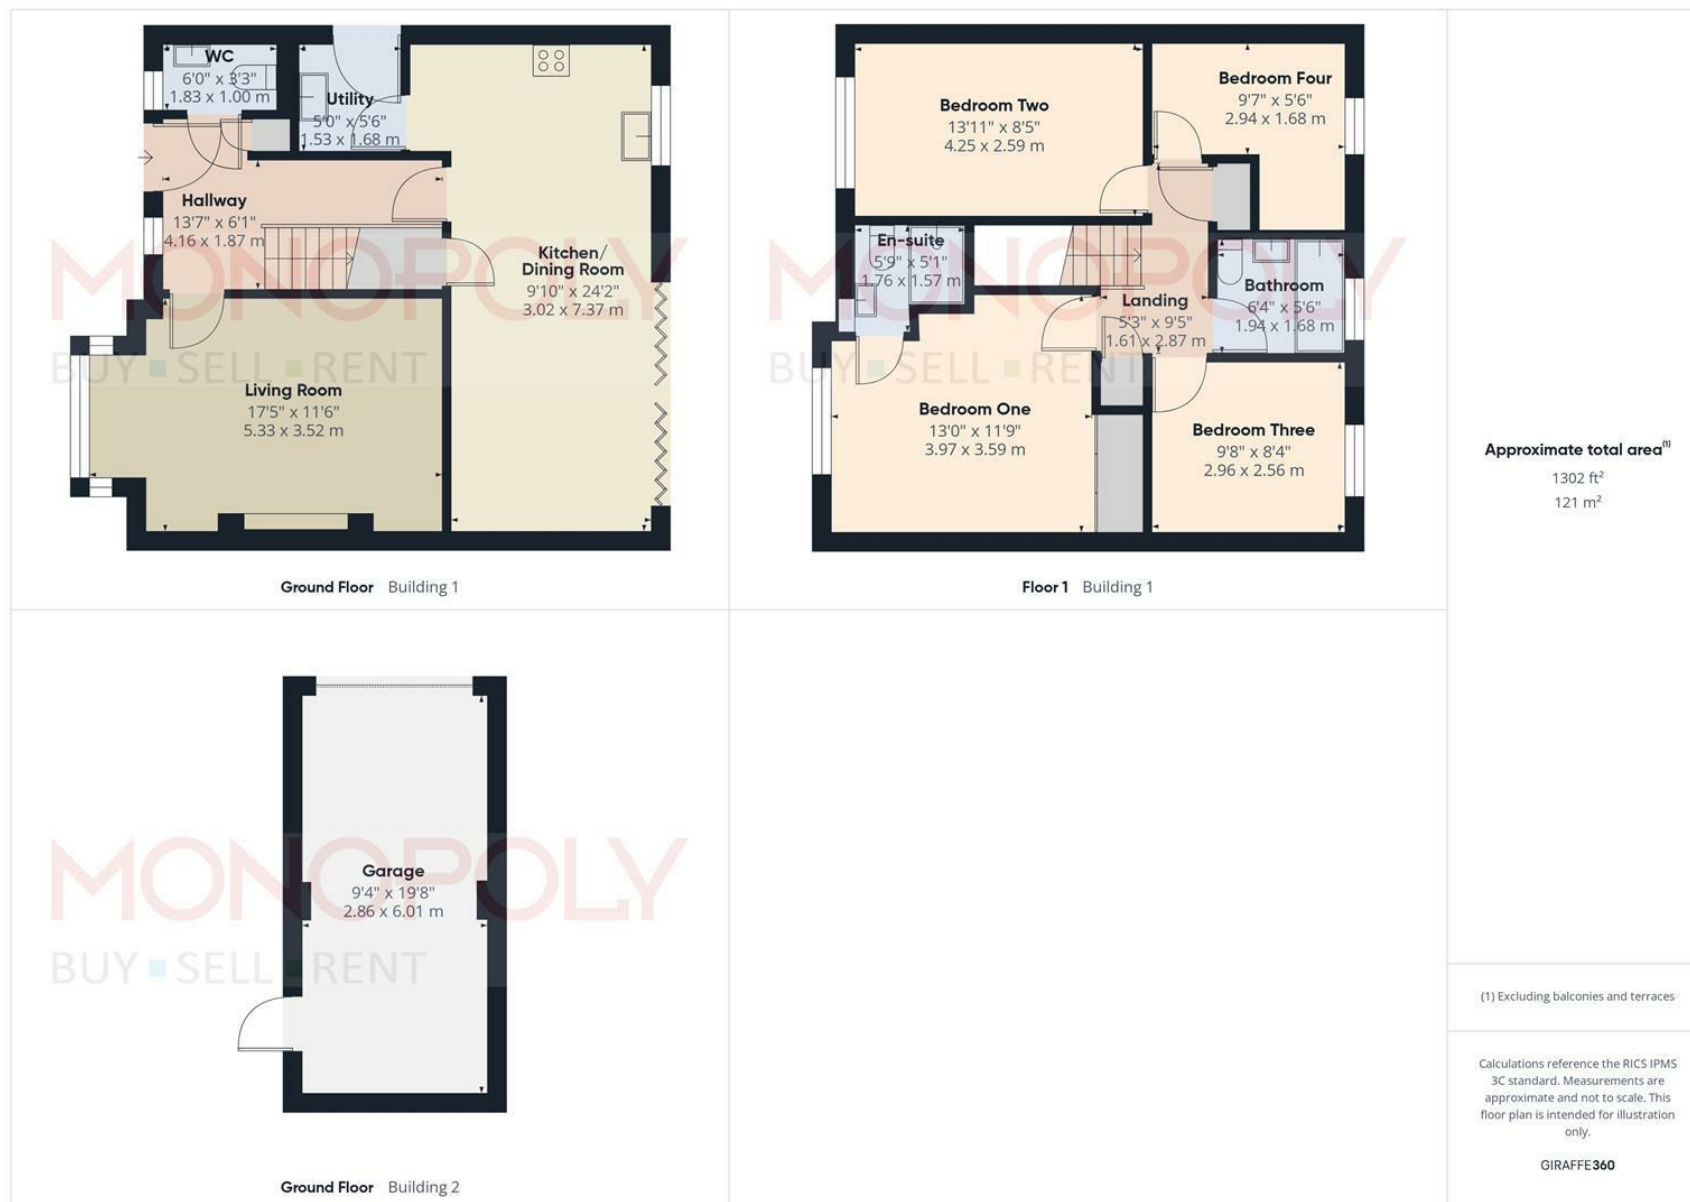 WC
6'0" x 3'3"
1.83 x 1.00 m
Utility
5'0" x 5'6"
1.53 x 1.68 m
Hallway
13'7" x 6'1"
4.16 x 1.87 m
Kitchen/
Dining Room
9'10" x 24'2"
3.02 x 7.37 m
Living Room
17'5" x 11'6"
5.33 x 3.52 m
MONOPOLY
BUY SELL RENT
Ground Floor Building 1
Bedroom Two
13'11" x 8'5"
4.25 x 2.59 m
Bedroom Four
9'7" x 5'6"
2.94 x 1.68 m
En-suite
5'9" x 5'1"
1.76 x 1.57 m
Landing
5'3" x 9'5"
1.61 x 2.87 m
Bathroom
6'4" x 5'6"
1.94 x 1.68 m
Bedroom One
13'0" x 11'9"
3.97 x 3.59 m
Bedroom Three
9'8" x 8'4"
2.96 x 2.56 m
MONOPOLY
BUY SELL RENT
Floor 1 Building 1
Garage
9'4" x 19'8"
2.86 x 6.01 m
MONOPOLY
BUY SELL RENT
Ground Floor Building 2
Approximate total area(1)
1302 ft²
121 m²
(1) Excluding balconies and terraces
Calculations reference the RICS IPMS
3C standard. Measurements are
approximate and not to scale. This
floor plan is intended for illustration
only.
GIRAFFE360